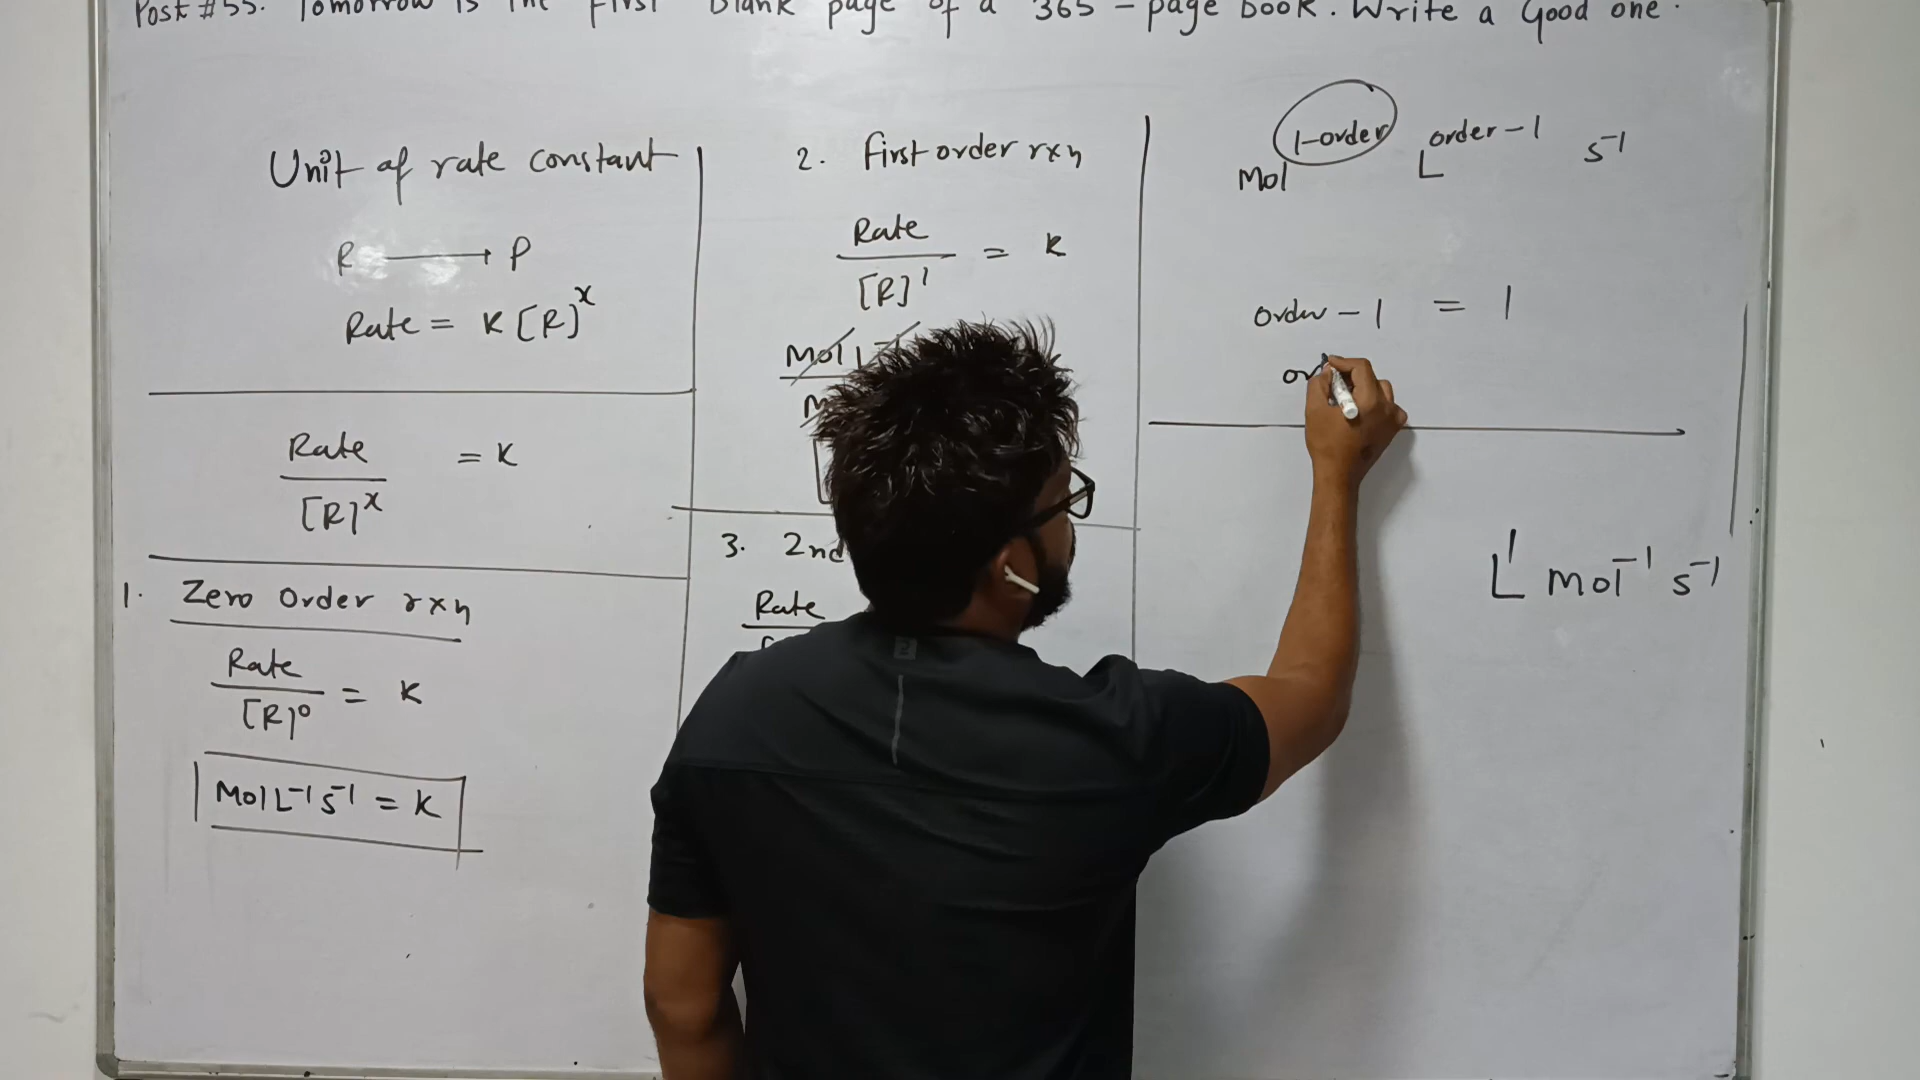 Post #55. Tomorrow is the first blank page of a 365-page book. Write a Good one.
Unit of rate constant
R ⟶ P
Rate = K [R]ˣ
Rate / [R]ˣ = K
1. Zero Order rxn
Rate / [R]⁰ = K
Mol L⁻¹ s⁻¹ = K
2. First order rxn
Rate / [R]¹ = K
Mol L
3. 2nd
Rate
Mol^(1-order) L^(order-1) s⁻¹
order - 1 = 1
L¹ mol⁻¹ s⁻¹